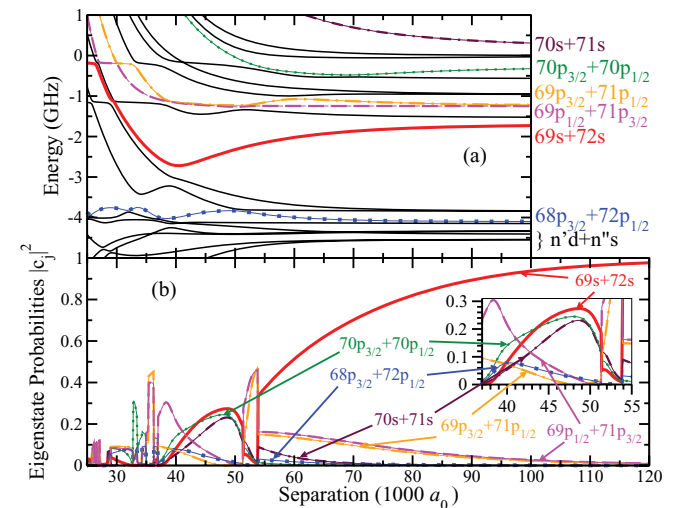 1
0
-1
-2
-3
-4
Energy (GHz)
(a)
70s+71s
70p3/2+70p1/2
69p3/2+71p1/2
69p1/2+71p3/2
69s+72s
68p3/2+72p1/2
} n'd+n"s
1
0.8
0.6
0.4
0.2
0
Eigenstate Probabilities |cj|2
(b)
69s+72s
70p3/2+70p1/2
68p3/2+72p1/2
70s+71s
69p3/2+71p1/2
69p1/2+71p3/2
0.3
0.2
0.1
0
40 45 50 55
30 40 50 60 70 80 90 100 110 120
Separation (1000 a0)